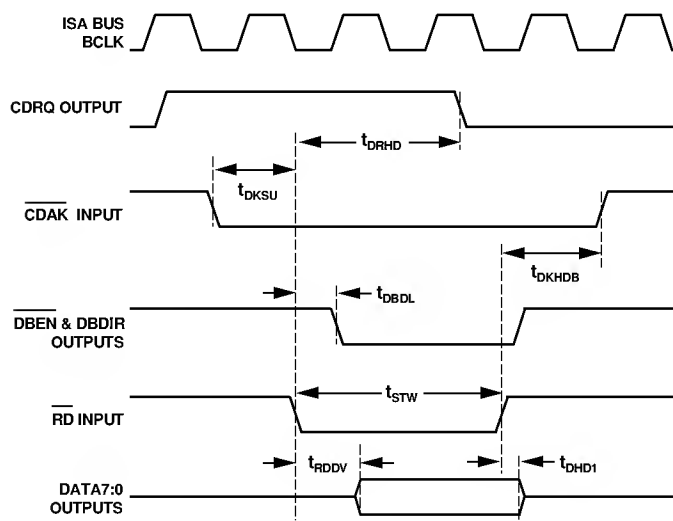 ISA BUS
BCLK
CDRQ OUTPUT
tDRHD
tDKSU
CDAK INPUT
tDKHDB
tDBDL
DBEN & DBDIR
OUTPUTS
tSTW
RD INPUT
tRDDV
tDHD1
DATA7:0
OUTPUTS